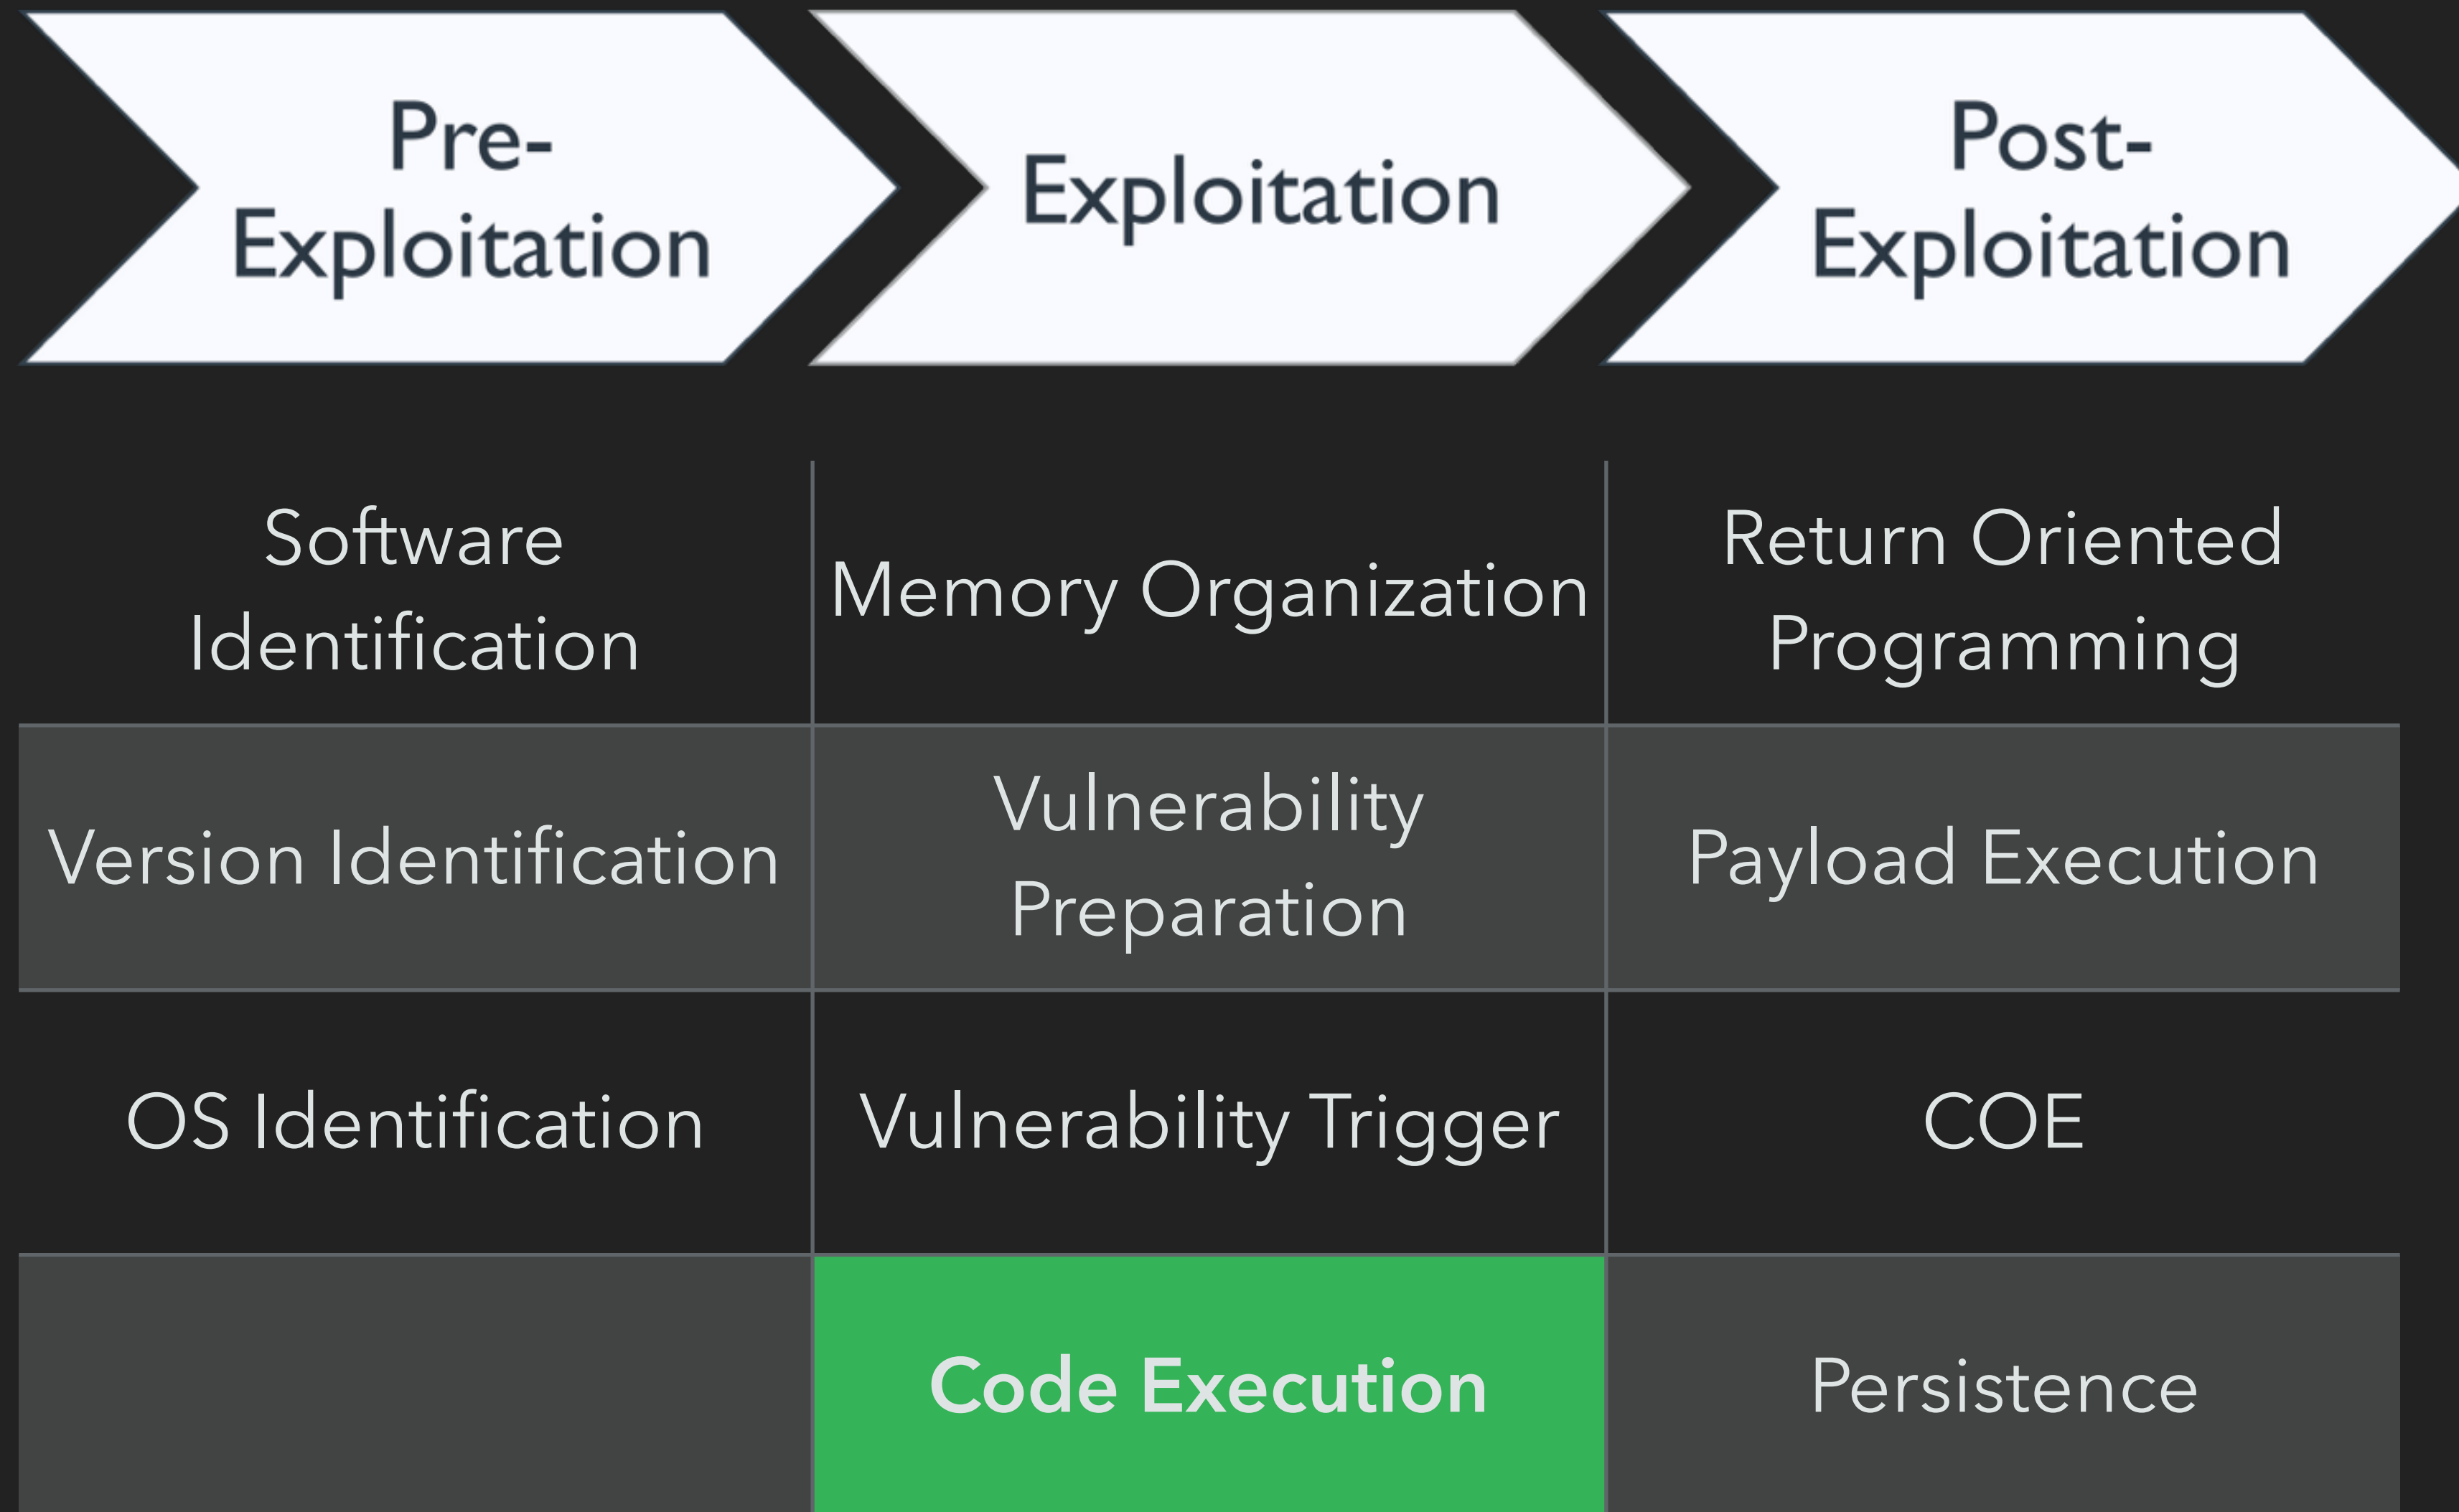 Pre-
Exploitation
Exploitation
Post-
Exploitation
Software
Identification
Memory Organization
Return Oriented
Programming
Version Identification
Vulnerability
Preparation
Payload Execution
OS Identification
Vulnerability Trigger
COE
Code Execution
Persistence